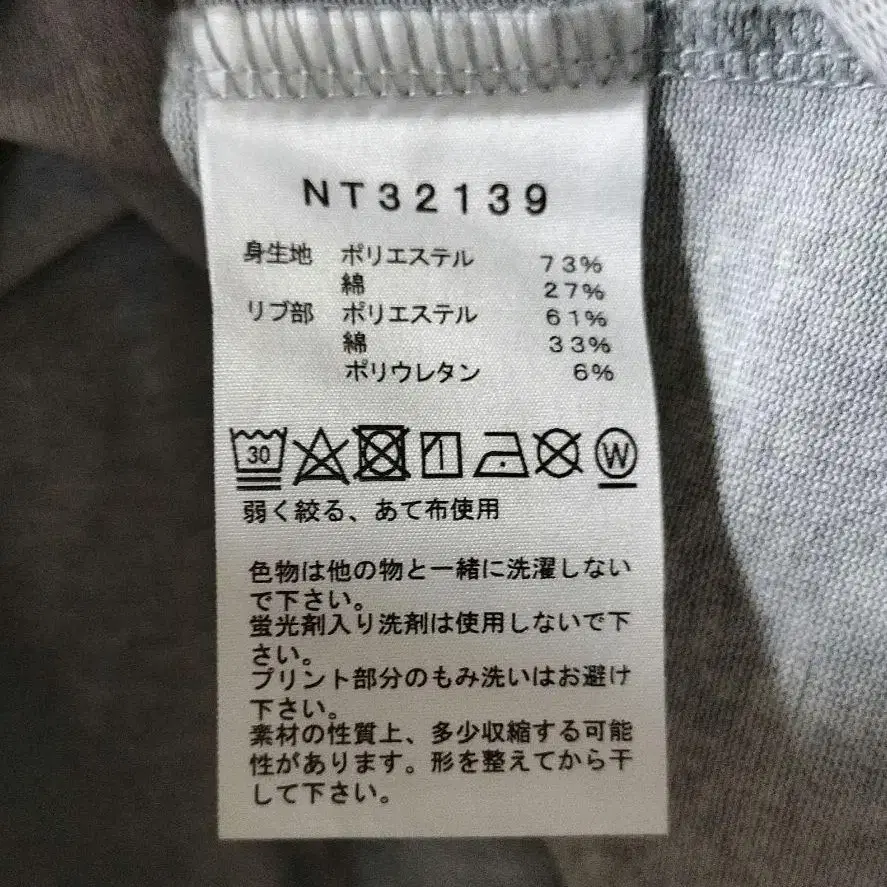 NT32139
身生地 ポリエステル 73%
綿 27%
リブ部 ポリエステル 61%
綿 33%
ポリウレタン 6%
30 W
弱く絞る、あて布使用
色物は他の物と一緒に洗濯しない
で下さい。
蛍光剤入り洗剤は使用しないで下
さい。
プリント部分のもみ洗いはお避け
下さい。
素材の性質上、多少収縮する可能
性があります。形を整えてから干
して下さい。